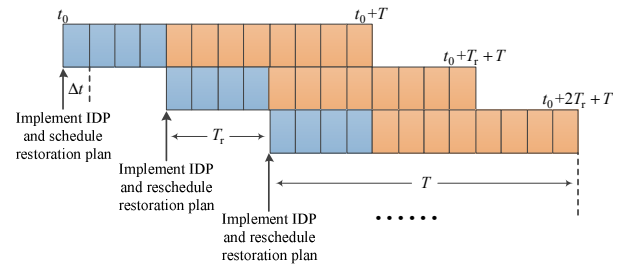 t₀
t₀+T
t₀+Tᵣ+T
t₀+2Tᵣ+T
Δt
Implement IDP
and schedule
restoration plan
Tᵣ
Implement IDP
and reschedule
restoration plan
T
Implement IDP
and reschedule
restoration plan
······